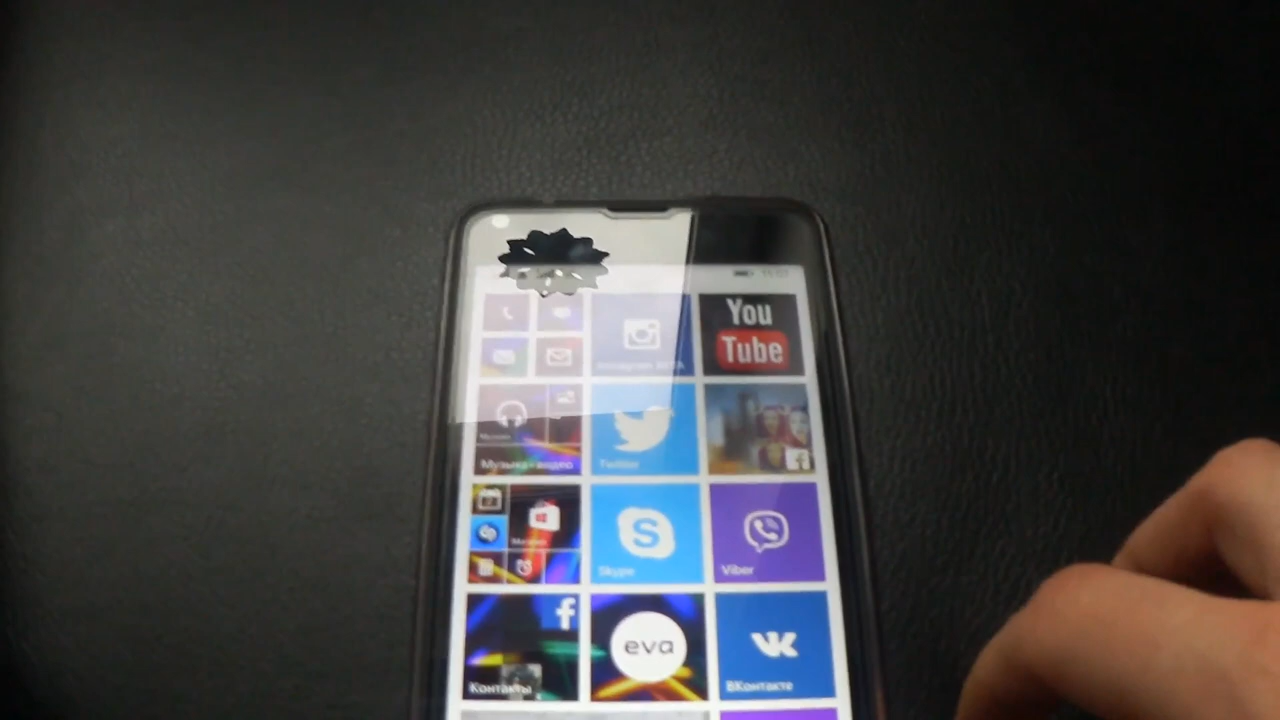 You
Tube
Музыка+видео
Twitter
S
Skype
Viber
f
eva
Контакты
ВКонтакте